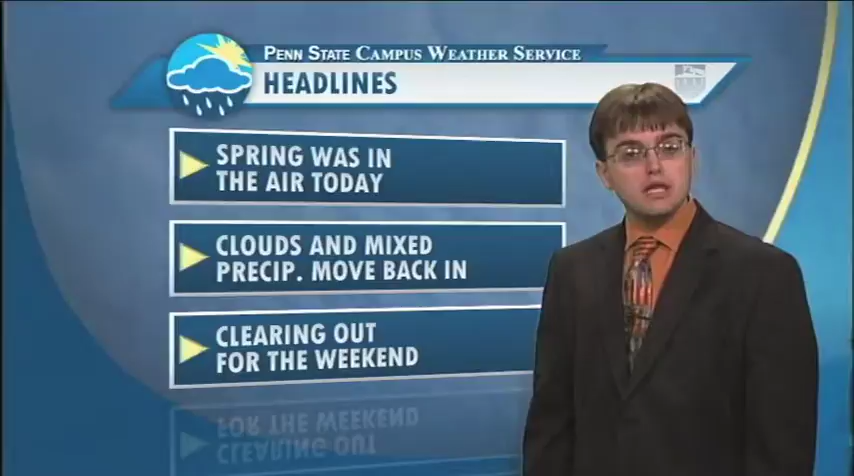 PENN STATE CAMPUS WEATHER SERVICE
HEADLINES
SPRING WAS IN
THE AIR TODAY
CLOUDS AND MIXED
PRECIP. MOVE BACK IN
CLEARING OUT
FOR THE WEEKEND